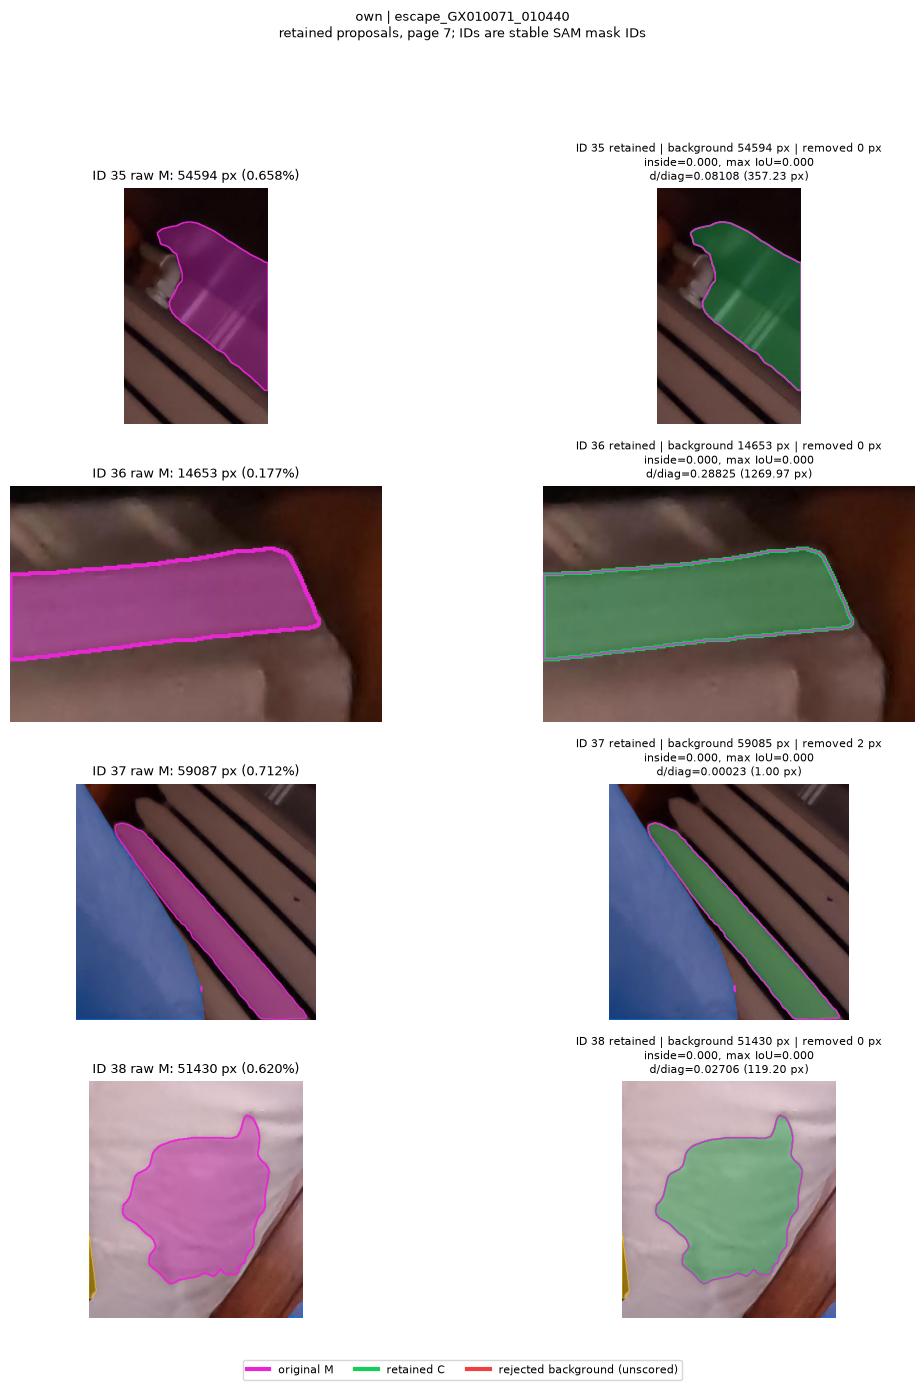 own | escape_GX010071_010440
retained proposals, page 7; IDs are stable SAM mask IDs
ID 35 raw M: 54594 px (0.658%)
ID 35 retained | background 54594 px | removed 0 px
inside=0.000, max IoU=0.000
d/diag=0.08108 (357.23 px)
ID 36 raw M: 14653 px (0.177%)
ID 36 retained | background 14653 px | removed 0 px
inside=0.000, max IoU=0.000
d/diag=0.28825 (1269.97 px)
ID 37 raw M: 59087 px (0.712%)
ID 37 retained | background 59085 px | removed 2 px
inside=0.000, max IoU=0.000
d/diag=0.00023 (1.00 px)
ID 38 raw M: 51430 px (0.620%)
ID 38 retained | background 51430 px | removed 0 px
inside=0.000, max IoU=0.000
d/diag=0.02706 (119.20 px)
original M
retained C
rejected background (unscored)